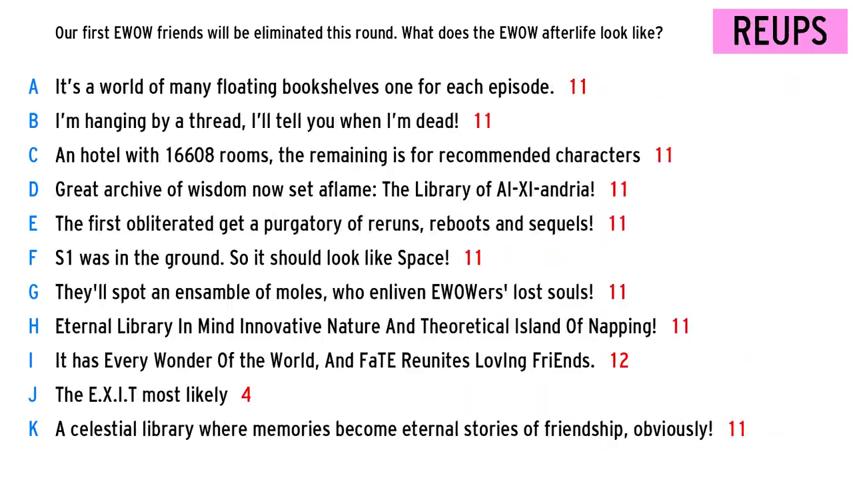 Our first EWOW friends will be eliminated this round. What does the EWOW afterlife look like?
REUPS
A It's a world of many floating bookshelves one for each episode. 11
B I'm hanging by a thread, I'll tell you when I'm dead! 11
C An hotel with 16608 rooms, the remaining is for recommended characters 11
D Great archive of wisdom now set aflame: The Library of Al-XI-andria! 11
E The first obliterated get a purgatory of reruns, reboots and sequels! 11
F S1 was in the ground. So it should look like Space! 11
G They'll spot an ensamble of moles, who enliven EWOWers' lost souls! 11
H Eternal Library In Mind Innovative Nature And Theoretical Island Of Napping! 11
I It has Every Wonder Of the World, And FaTE Reunites LovIng FriEnds. 12
J The E.X.I.T most likely 4
K A celestial library where memories become eternal stories of friendship, obviously! 11